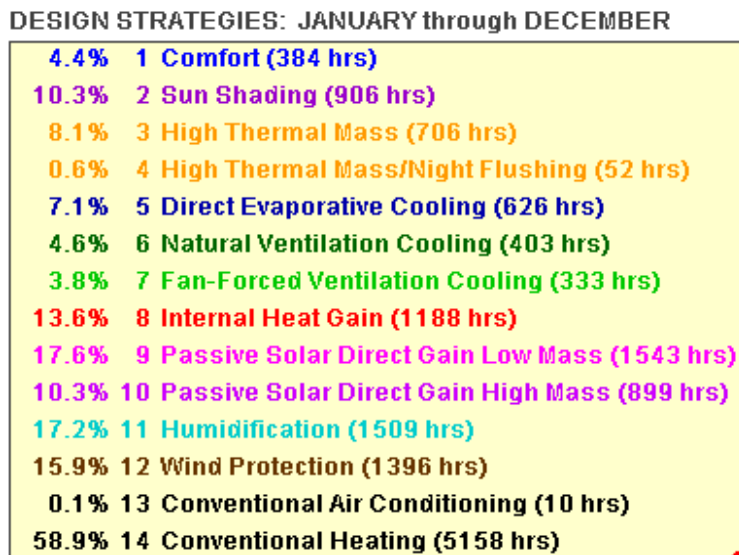 DESIGN STRATEGIES: JANUARY through DECEMBER
4.4% 1 Comfort (384 hrs)
10.3% 2 Sun Shading (906 hrs)
8.1% 3 High Thermal Mass (706 hrs)
0.6% 4 High Thermal Mass/Night Flushing (52 hrs)
7.1% 5 Direct Evaporative Cooling (626 hrs)
4.6% 6 Natural Ventilation Cooling (403 hrs)
3.8% 7 Fan-Forced Ventilation Cooling (333 hrs)
13.6% 8 Internal Heat Gain (1188 hrs)
17.6% 9 Passive Solar Direct Gain Low Mass (1543 hrs)
10.3% 10 Passive Solar Direct Gain High Mass (899 hrs)
17.2% 11 Humidification (1509 hrs)
15.9% 12 Wind Protection (1396 hrs)
0.1% 13 Conventional Air Conditioning (10 hrs)
58.9% 14 Conventional Heating (5158 hrs)